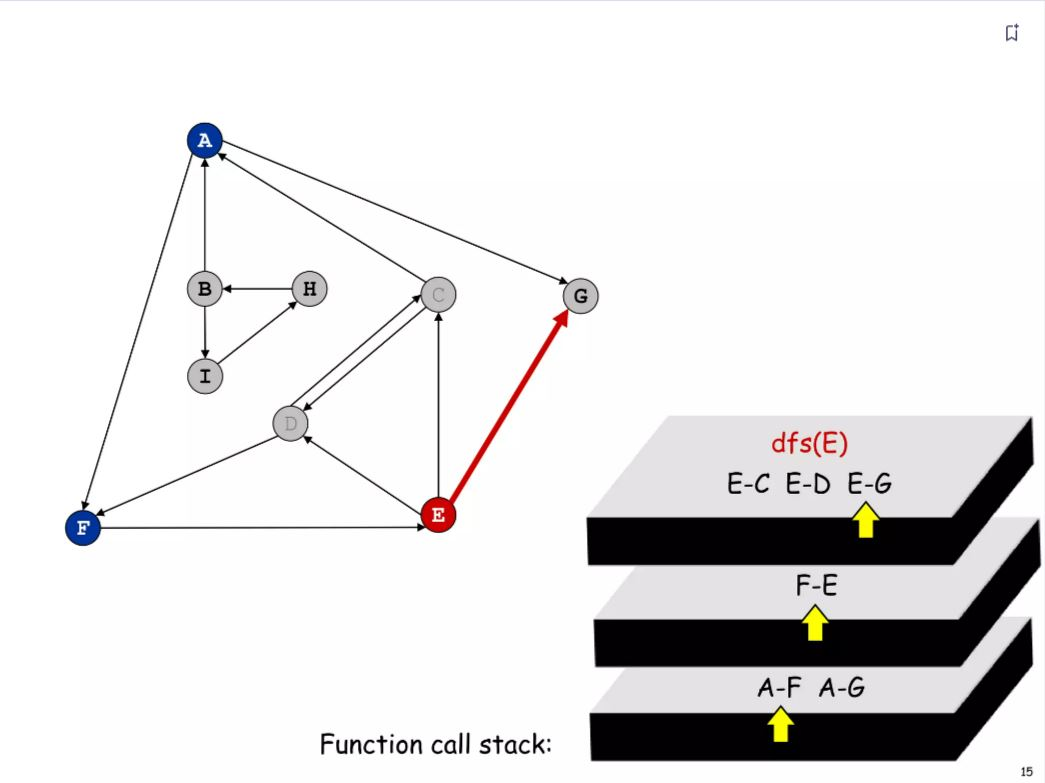 A
B H C G
I
D
F E
dfs(E)
E-C E-D E-G
F-E
A-F A-G
Function call stack:
15